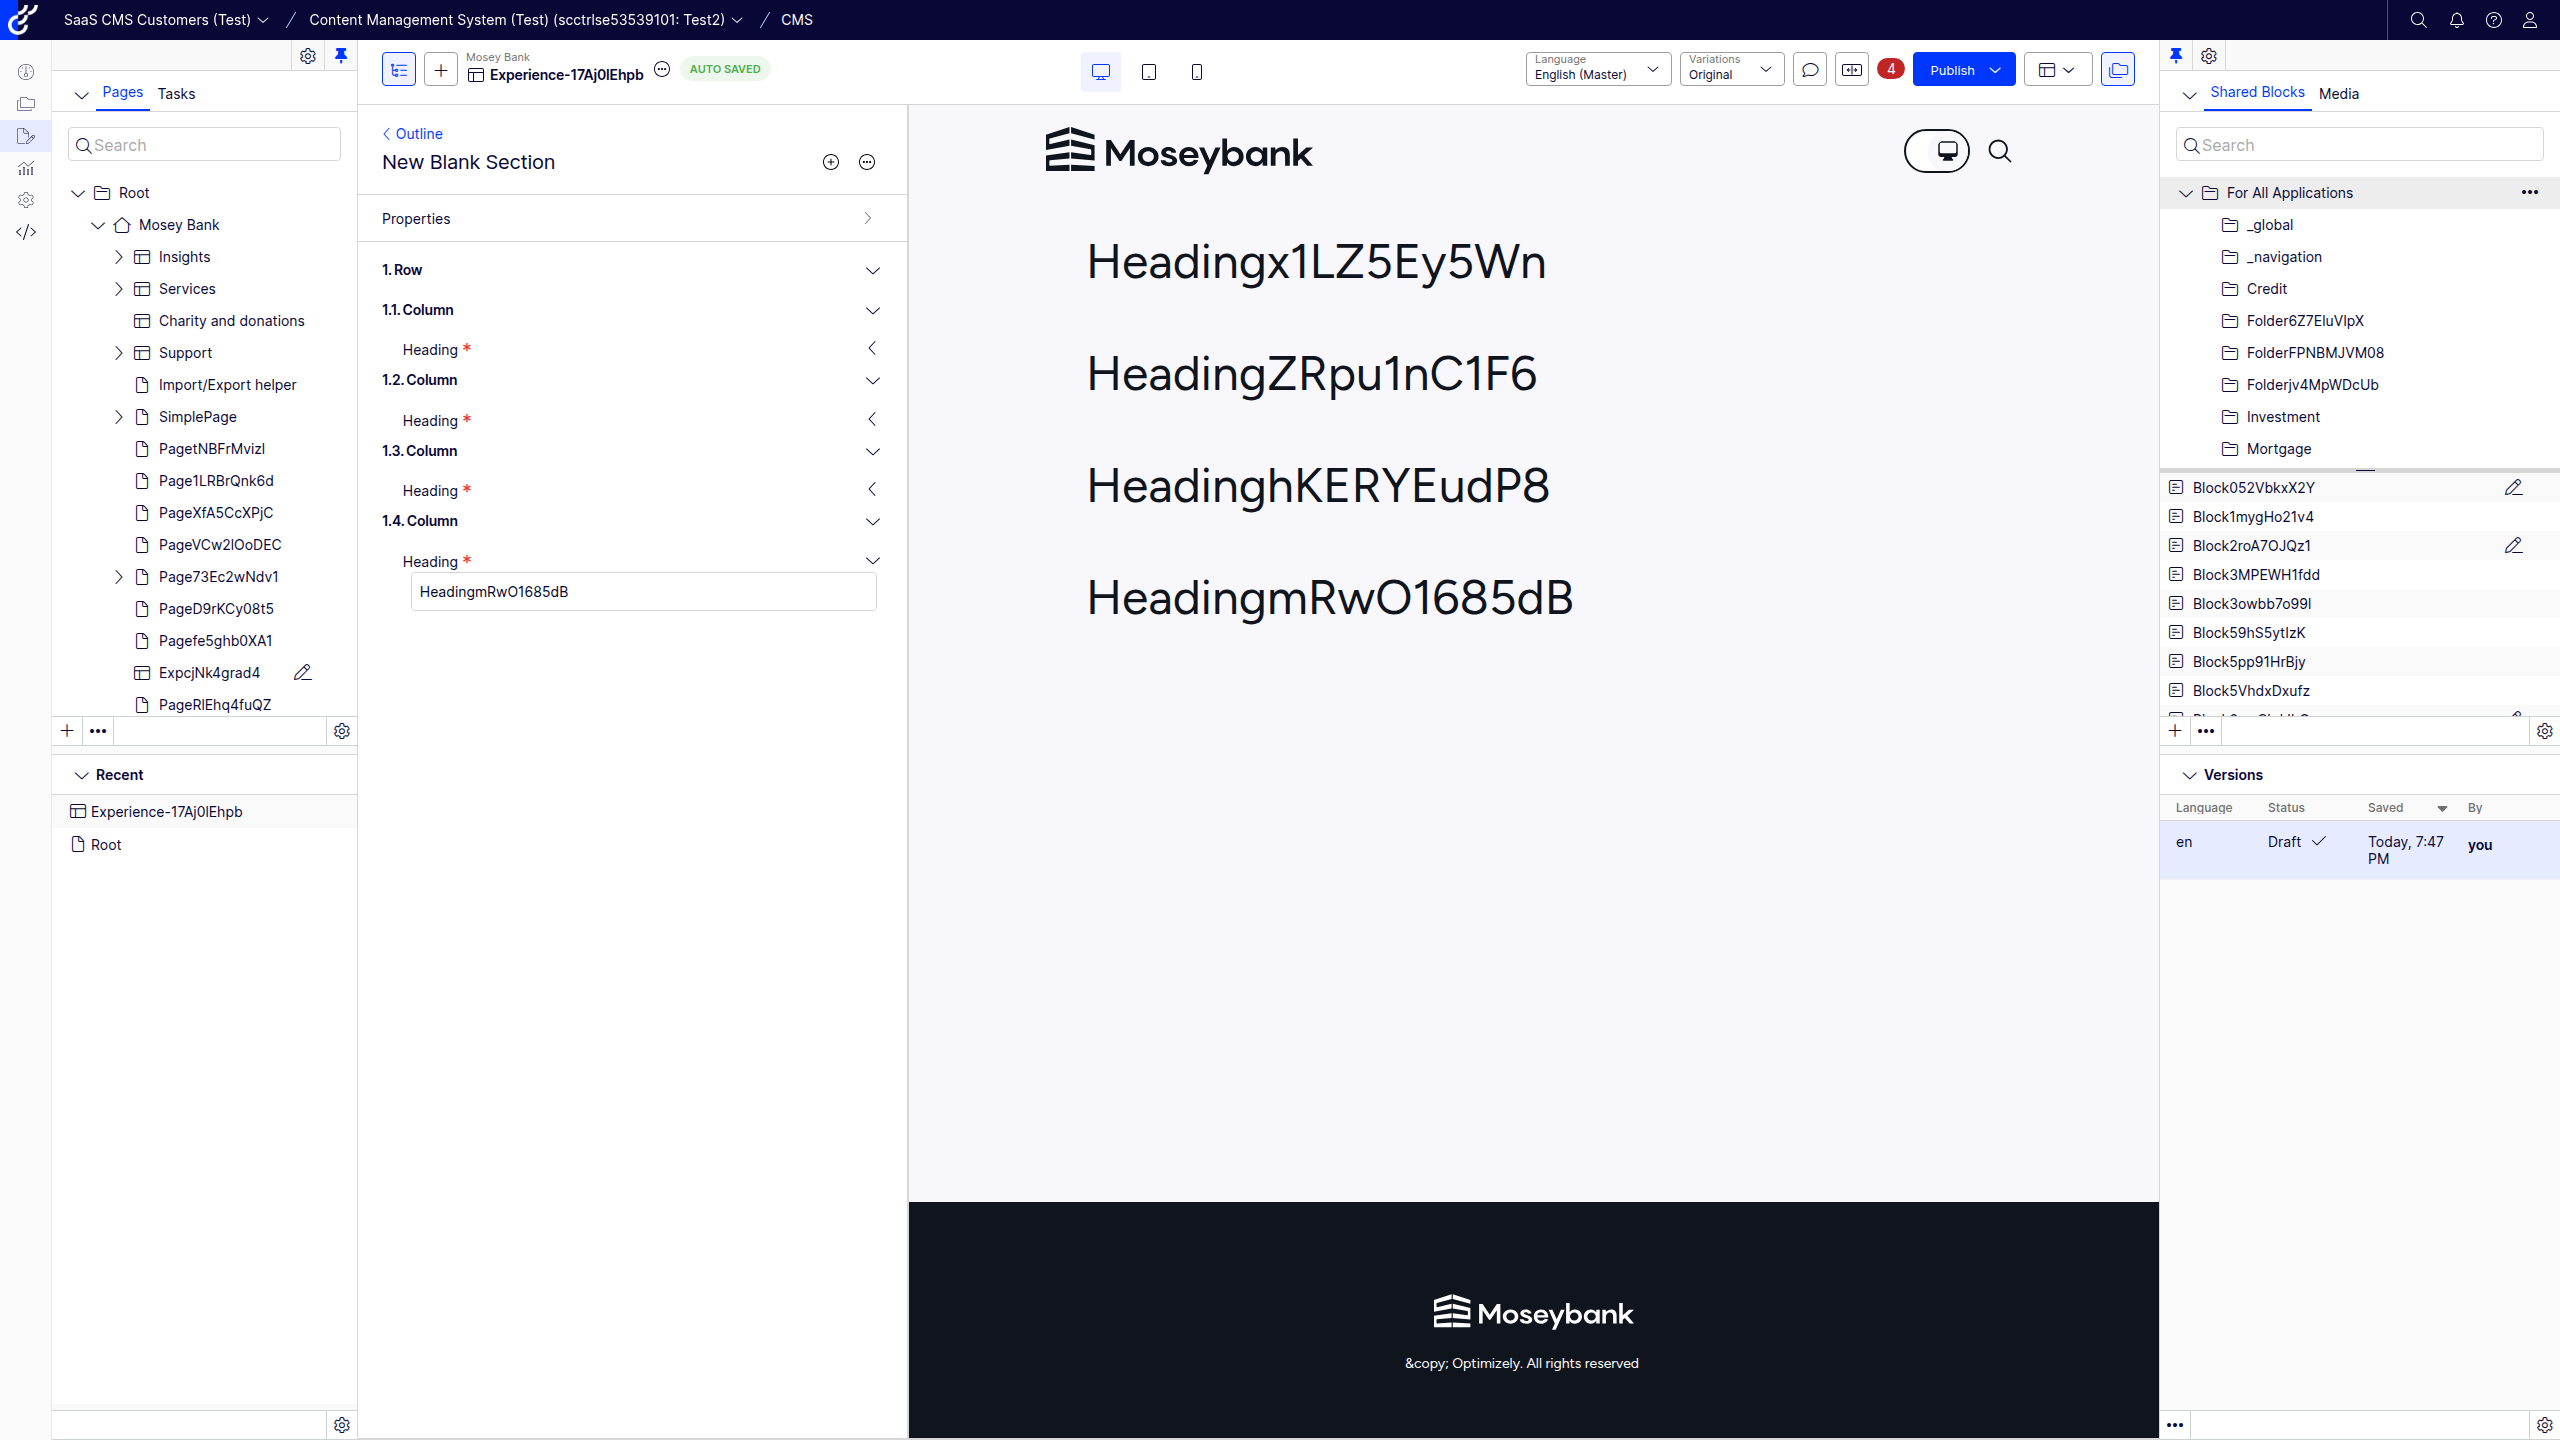 SaaS CMS Customers (Test)
Content Management System (Test) (scctrlse53539101: Test2)
CMS
Pages
Tasks
Search
Root
Mosey Bank
Insights
Services
Charity and donations
Support
Import/Export helper
SimplePage
PagetNBFrMvizI
Page1LRBrQnk6d
PageXfA5CcXPjC
PageVCw2lOoDEC
Page73Ec2wNdv1
PageD9rKCy08t5
Pagefe5ghb0XA1
ExpcjNk4grad4
PageRlEhq4fuQZ
Recent
Experience-17Aj0lEhpb
Root
Mosey Bank
Experience-17Aj0lEhpb
AUTO SAVED
Language
English (Master)
Variations
Original
4
Publish
Outline
New Blank Section
Properties
1. Row
1.1. Column
Heading *
1.2. Column
Heading *
1.3. Column
Heading *
1.4. Column
Heading *
HeadingmRwO1685dB
Moseybank
Headingx1LZ5Ey5Wn
HeadingZRpu1nC1F6
HeadinghKERYEudP8
HeadingmRwO1685dB
Moseybank
&copy; Optimizely. All rights reserved
Shared Blocks
Media
Search
For All Applications
_global
_navigation
Credit
Folder6Z7EluVlpX
FolderFPNBMJVM08
Folderjv4MpWDcUb
Investment
Mortgage
Block052VbkxX2Y
Block1mygHo21v4
Block2roA7OJQz1
Block3MPEWH1fdd
Block3owbb7o99l
Block59hS5ytIzK
Block5pp91HrBjy
Block5VhdxDxufz
Versions
Language
Status
Saved
By
en
Draft
Today, 7:47
PM
you